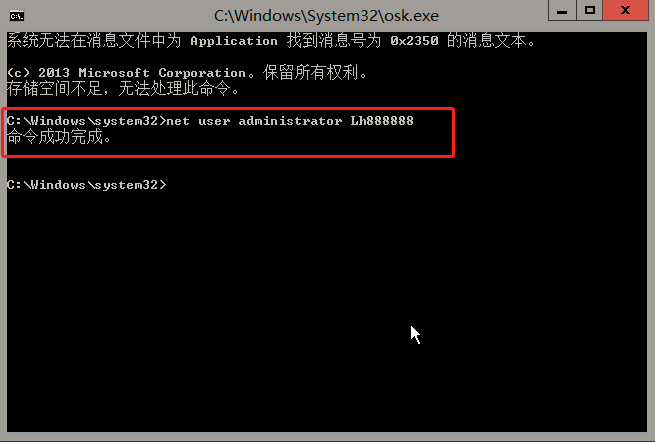 C:\Windows\System32\osk.exe
系统无法在消息文件中为 Application 找到消息号为 0x2350 的消息文本。
(c) 2013 Microsoft Corporation。保留所有权利。
存储空间不足，无法处理此命令。
C:\Windows\system32>net user administrator Lh888888
命令成功完成。
C:\Windows\system32>